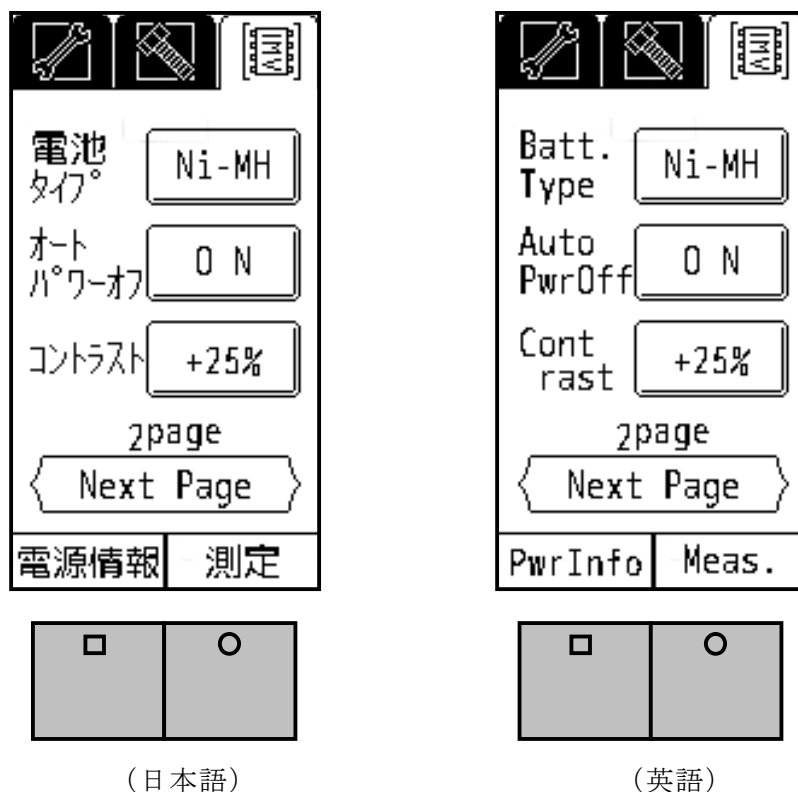 電池
タイプ
Ni-MH
オート
パワーオフ
ON
コントラスト
+25%
2page
Next Page
電源情報
測定
(日本語)
Batt.
Type
Ni-MH
Auto
PwrOff
ON
Cont
rast
+25%
2page
Next Page
PwrInfo
Meas.
(英語)